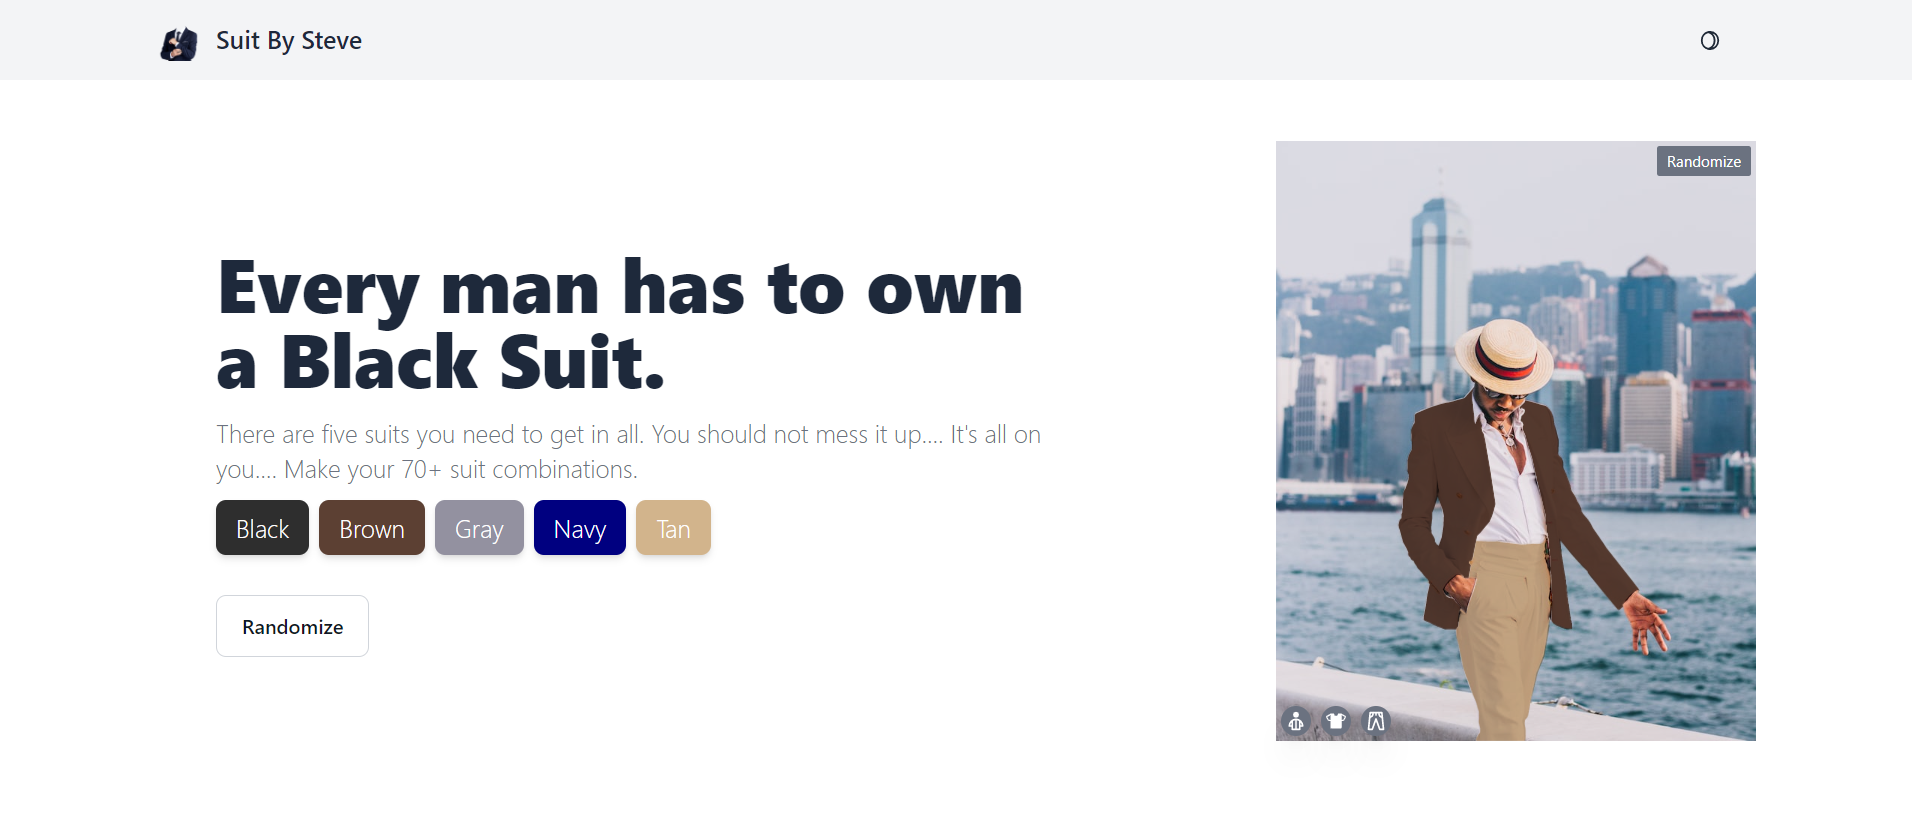 Suit By Steve
Randomize
Every man has to own
a Black Suit.
There are five suits you need to get in all. You should not mess it up.... It's all on
you.... Make your 70+ suit combinations.
Black Brown Gray Navy Tan
Randomize